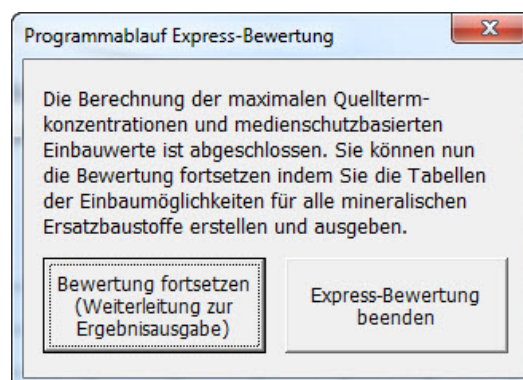 Programmablauf Express-Bewertung
Die Berechnung der maximalen Quellterm-
konzentrationen und medienschutzbasierten
Einbauwerte ist abgeschlossen. Sie können nun
die Bewertung fortsetzen indem Sie die Tabellen
der Einbaumöglichkeiten für alle mineralischen
Ersatzbaustoffe erstellen und ausgeben.
Bewertung fortsetzen
(Weiterleitung zur
Ergebnisausgabe)
Express-Bewertung
beenden